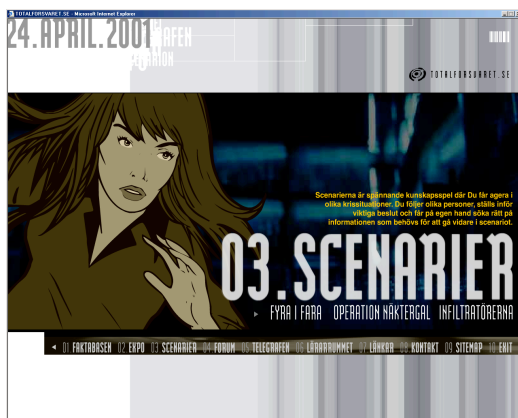 TOTALFORSVARET.SE - Microsoft Internet Explorer
24.APRIL.2001
TOTALFORSVARET.SE
Scenarierna är spännande kunskapsspel där Du får agera i
olika krissituationer. Du följer olika personer, ställs inför
viktiga beslut och får på egen hand söka rätt på
informationen som behövs för att gå vidare i scenariot.
03.SCENARIER
FYRA I FARA OPERATION NÄKTERGAL INFILTRATÖRERNA
01 FAKTABASEN 02 EXPO 03 SCENARIER 04 FORUM 05 TELEGRAFEN 06 LÄRARRUMMET 07 LÄNKAR 08 KONTAKT 09 SITEMAP 10 EXIT